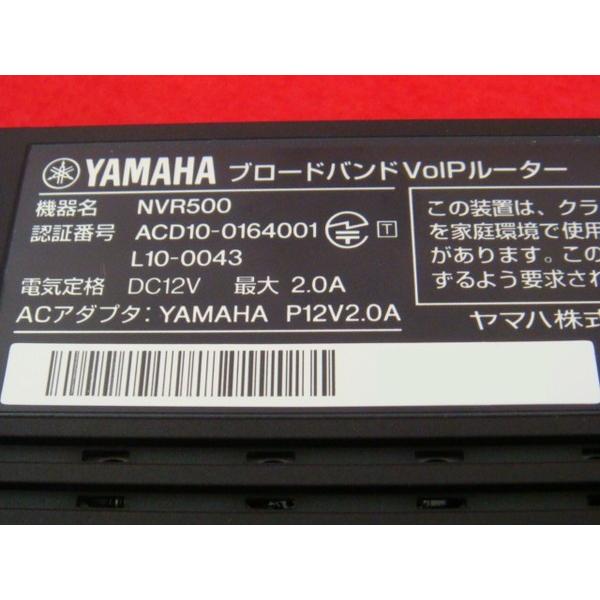 YAMAHA ブロードバンドVoIPルーター
機器名 NVR500
認証番号 ACD10-0164001 T
L10-0043
電気定格 DC12V 最大 2.0A
ACアダプタ: YAMAHA P12V2.0A
この装置は、クラ
を家庭環境で使用
があります。この
ずるよう要求され
ヤマハ株式